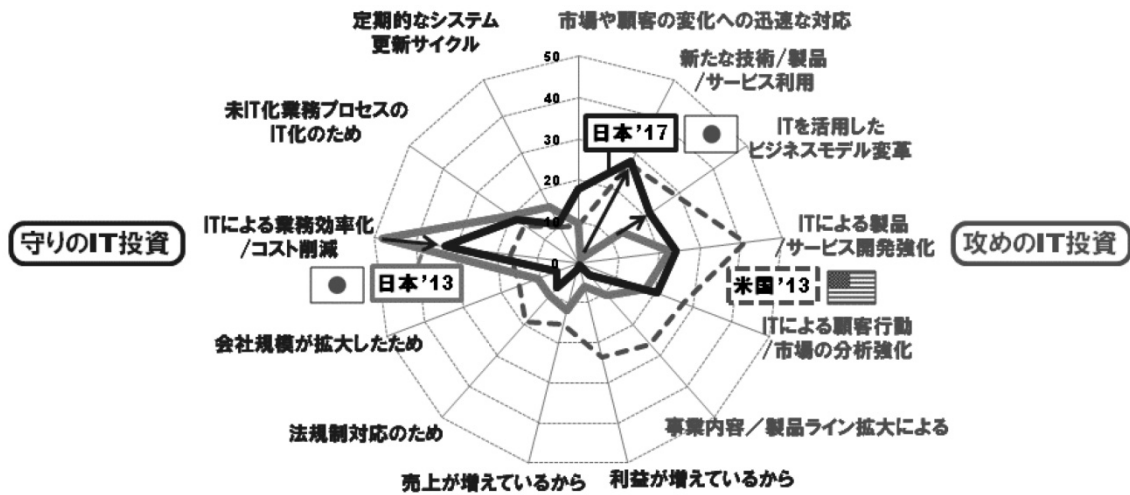 市場や顧客の変化への迅速な対応
定期的なシステム
更新サイクル
新たな技術/製品
/サービス利用
未IT化業務プロセスの
IT化のため
日本'17
ITを活用した
ビジネスモデル変革
50
40
30
20
10
0
守りのIT投資
ITによる業務効率化
/コスト削減
ITによる製品
/サービス開発強化
攻めのIT投資
日本'13
米国'13
会社規模が拡大したため
ITによる顧客行動
/市場の分析強化
法規制対応のため
事業内容/製品ライン拡大による
売上が増えているから
利益が増えているから